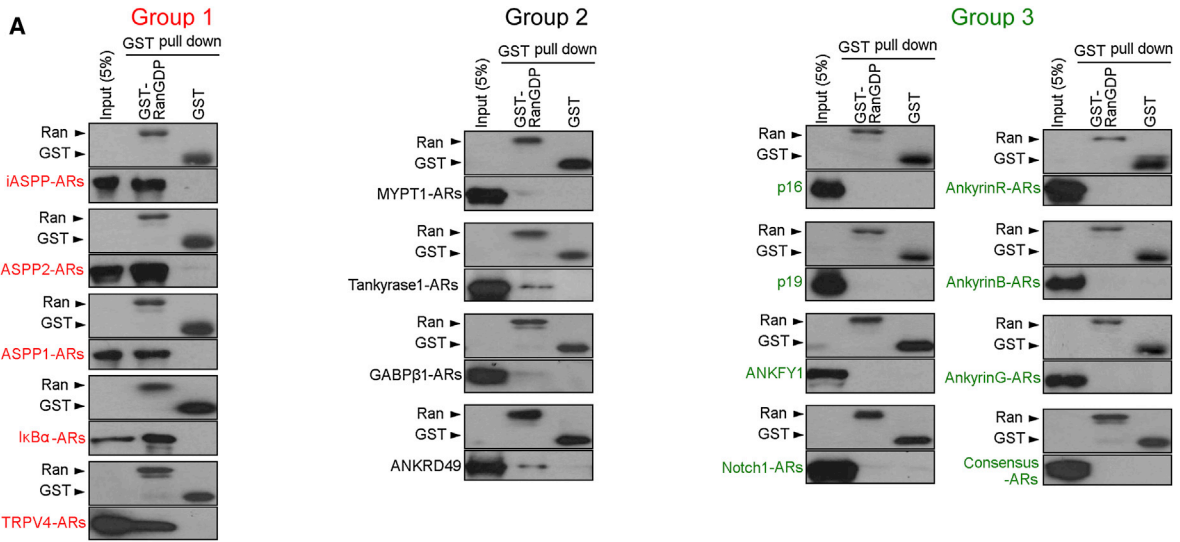 A
Group 1
GST pull down
Input (5%)
GST-
RanGDP
GST
Ran ►
GST ►
iASPP-ARs
Ran ►
GST ►
ASPP2-ARs
Ran ►
GST ►
ASPP1-ARs
Ran ►
GST ►
IκBα-ARs
Ran ►
GST ►
TRPV4-ARs
Group 2
GST pull down
Input (5%)
GST-
RanGDP
GST
Ran ►
GST ►
MYPT1-ARs
Ran ►
GST ►
Tankyrase1-ARs
Ran ►
GST ►
GABPβ1-ARs
Ran ►
GST ►
ANKRD49
Group 3
GST pull down
Input (5%)
GST-
RanGDP
GST
Ran ►
GST ►
p16
Ran ►
GST ►
p19
Ran ►
GST ►
ANKFY1
Ran ►
GST ►
Notch1-ARs
GST pull down
Input (5%)
GST-
RanGDP
GST
Ran ►
GST ►
AnkyrinR-ARs
Ran ►
GST ►
AnkyrinB-ARs
Ran ►
GST ►
AnkyrinG-ARs
Ran ►
GST ►
Consensus
-ARs